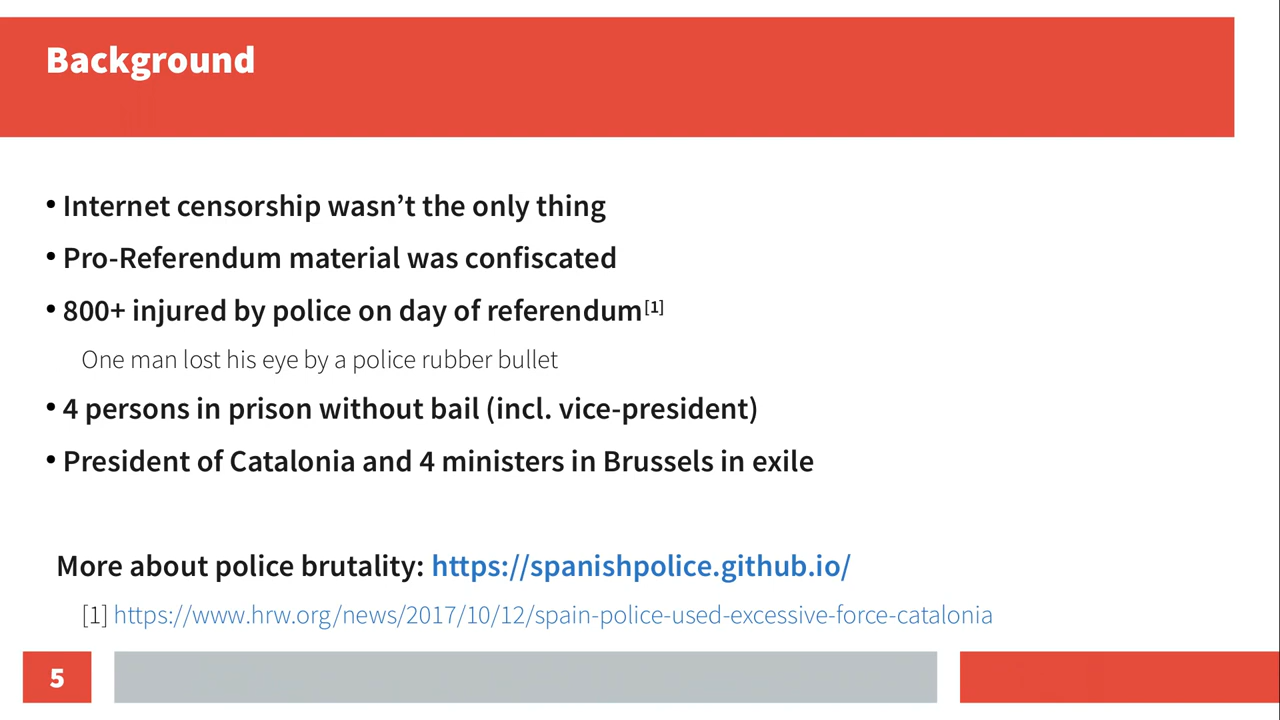 Background
• Internet censorship wasn’t the only thing
• Pro-Referendum material was confiscated
• 800+ injured by police on day of referendum[1]
One man lost his eye by a police rubber bullet
• 4 persons in prison without bail (incl. vice-president)
• President of Catalonia and 4 ministers in Brussels in exile
More about police brutality: https://spanishpolice.github.io/
[1] https://www.hrw.org/news/2017/10/12/spain-police-used-excessive-force-catalonia
5